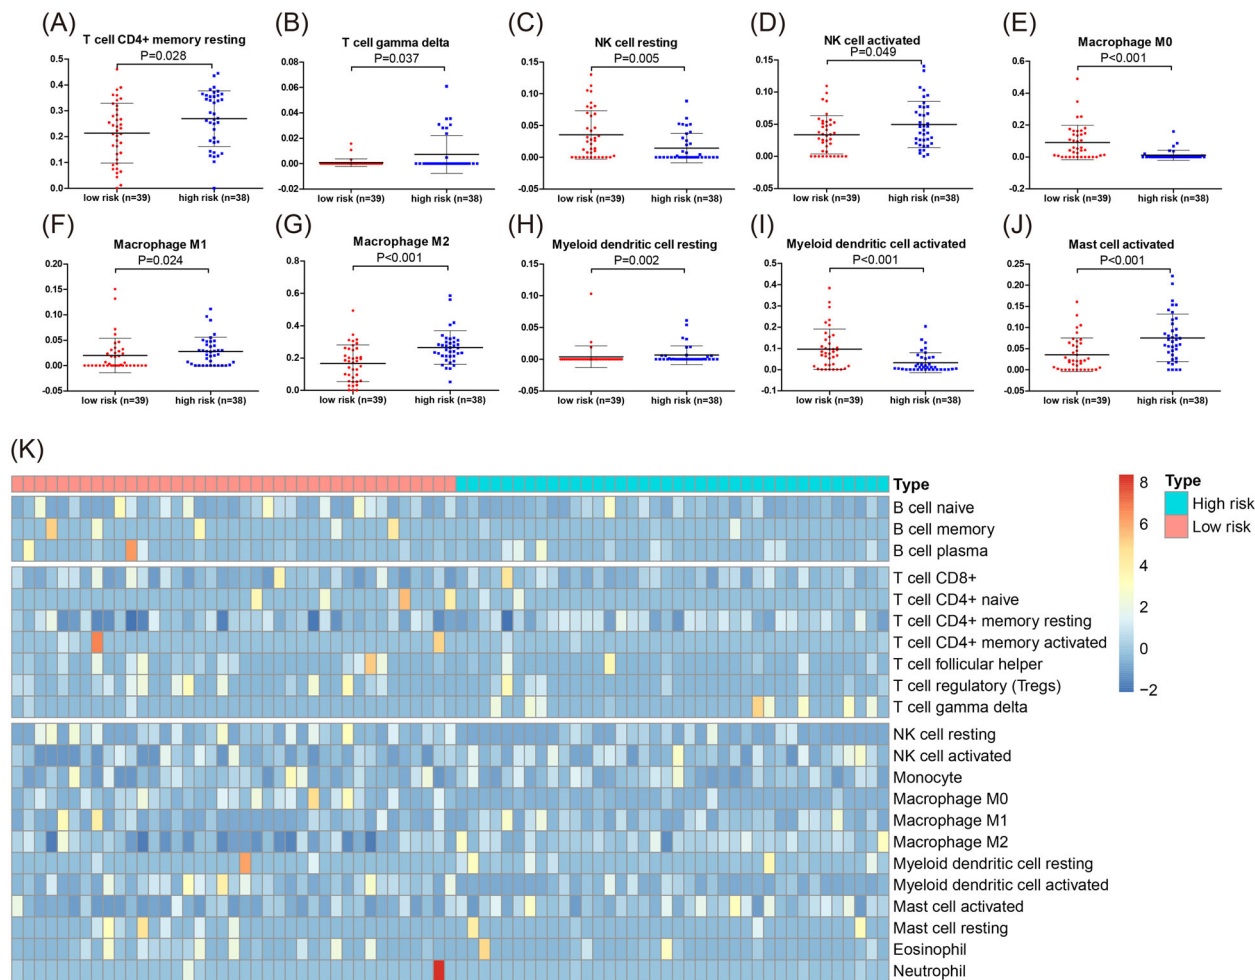 (A)
T cell CD4+ memory resting
P=0.028
0.5
0.4
0.3
0.2
0.1
0.0
low risk (n=39)
high risk (n=38)
(B)
T cell gamma delta
P=0.037
0.08
0.06
0.04
0.02
0.00
-0.02
low risk (n=39)
high risk (n=38)
(C)
NK cell resting
P=0.005
0.15
0.10
0.05
0.00
-0.05
low risk (n=39)
high risk (n=38)
(D)
NK cell activated
P=0.049
0.15
0.10
0.05
0.00
-0.05
low risk (n=39)
high risk (n=38)
(E)
Macrophage M0
P<0.001
0.6
0.4
0.2
0.0
-0.2
low risk (n=39)
high risk (n=38)
(F)
Macrophage M1
P=0.024
0.20
0.15
0.10
0.05
0.00
-0.05
low risk (n=39)
high risk (n=38)
(G)
Macrophage M2
P<0.001
0.8
0.6
0.4
0.2
0.0
low risk (n=39)
high risk (n=38)
(H)
Myeloid dendritic cell resting
P=0.002
0.15
0.10
0.05
0.00
-0.05
low risk (n=39)
high risk (n=38)
(I)
Myeloid dendritic cell activated
P<0.001
0.5
0.4
0.3
0.2
0.1
0.0
-0.1
low risk (n=39)
high risk (n=38)
(J)
Mast cell activated
P<0.001
0.25
0.20
0.15
0.10
0.05
0.00
-0.05
low risk (n=39)
high risk (n=38)
(K)
Type
B cell naive
B cell memory
B cell plasma
T cell CD8+
T cell CD4+ naive
T cell CD4+ memory resting
T cell CD4+ memory activated
T cell follicular helper
T cell regulatory (Tregs)
T cell gamma delta
NK cell resting
NK cell activated
Monocyte
Macrophage M0
Macrophage M1
Macrophage M2
Myeloid dendritic cell resting
Myeloid dendritic cell activated
Mast cell activated
Mast cell resting
Eosinophil
Neutrophil
8
6
4
2
0
−2
Type
High risk
Low risk